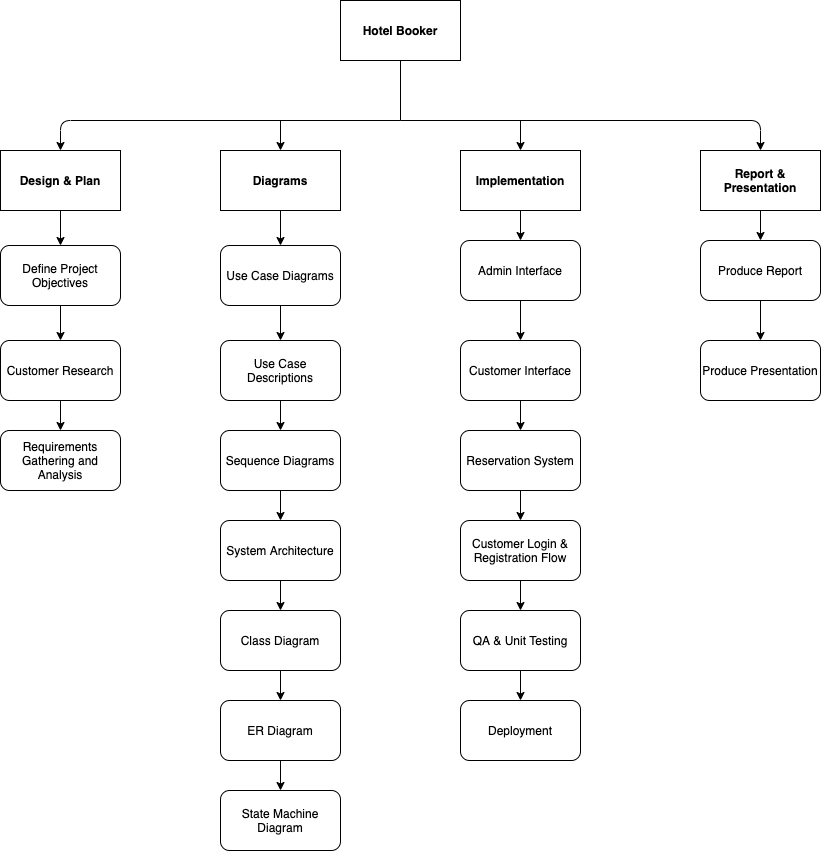 Hotel Booker
Design & Plan
Define Project
Objectives
Customer Research
Requirements
Gathering and
Analysis
Diagrams
Use Case Diagrams
Use Case
Descriptions
Sequence Diagrams
System Architecture
Class Diagram
ER Diagram
State Machine
Diagram
Implementation
Admin Interface
Customer Interface
Reservation System
Customer Login &
Registration Flow
QA & Unit Testing
Deployment
Report &
Presentation
Produce Report
Produce Presentation